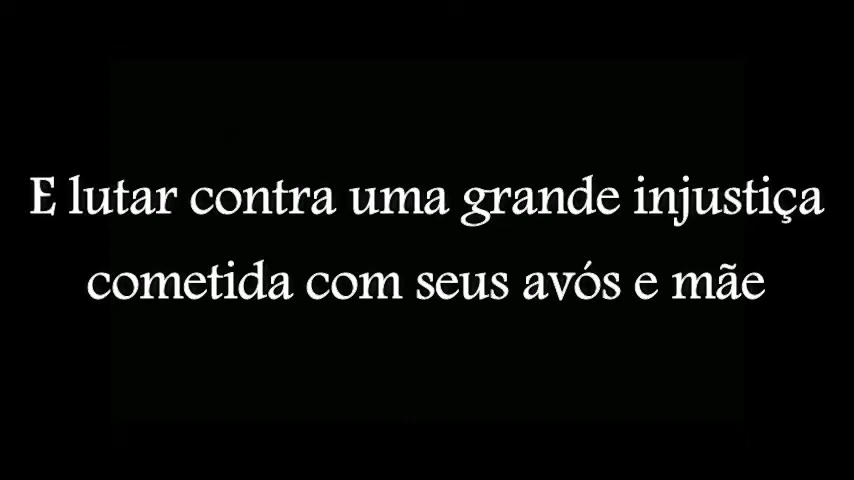 E lutar contra uma grande injustiça
cometida com seus avós e mãe